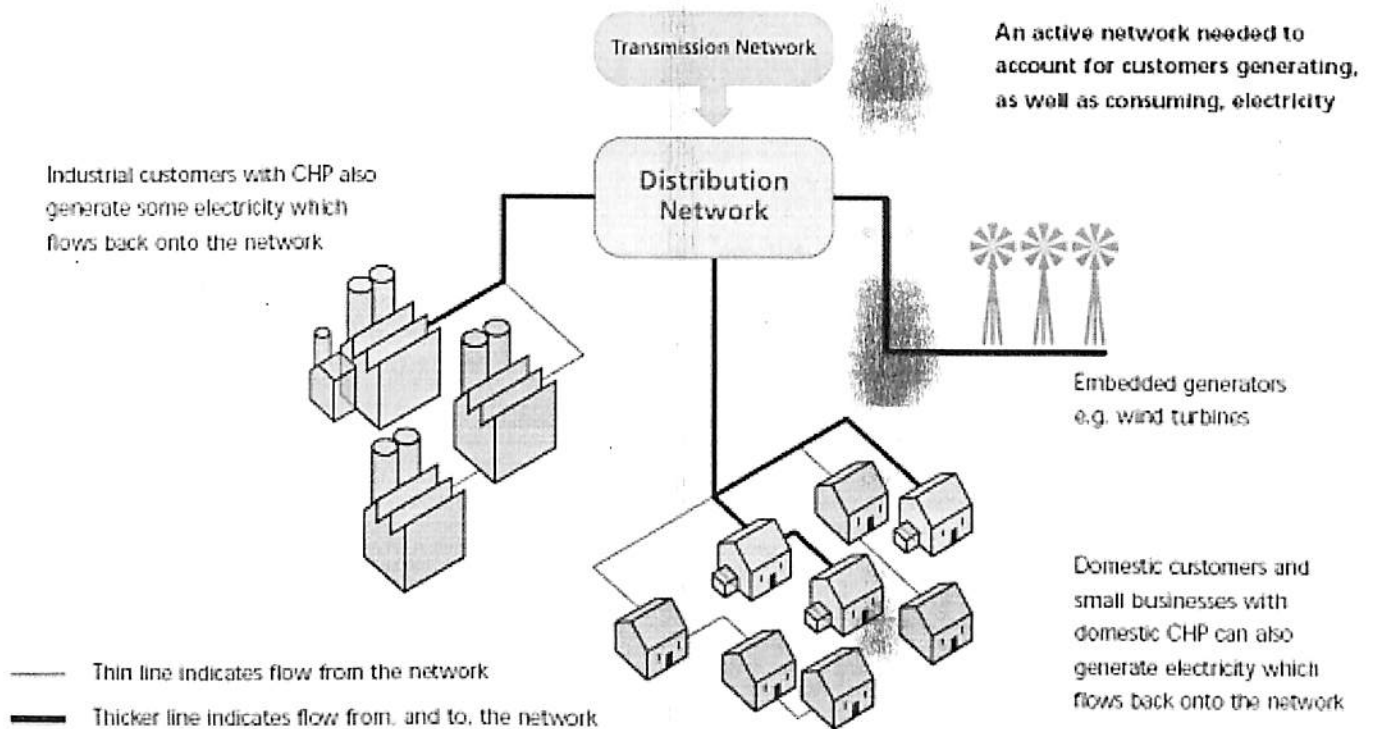 Transmission Network
An active network needed to
account for customers generating,
as well as consuming, electricity
Industrial customers with CHP also
generate some electricity which
flows back onto the network
Distribution
Network
Embedded generators
e.g. wind turbines
Domestic customers and
small businesses with
domestic CHP can also
generate electricity which
flows back onto the network
Thin line indicates flow from the network
Thicker line indicates flow from, and to, the network